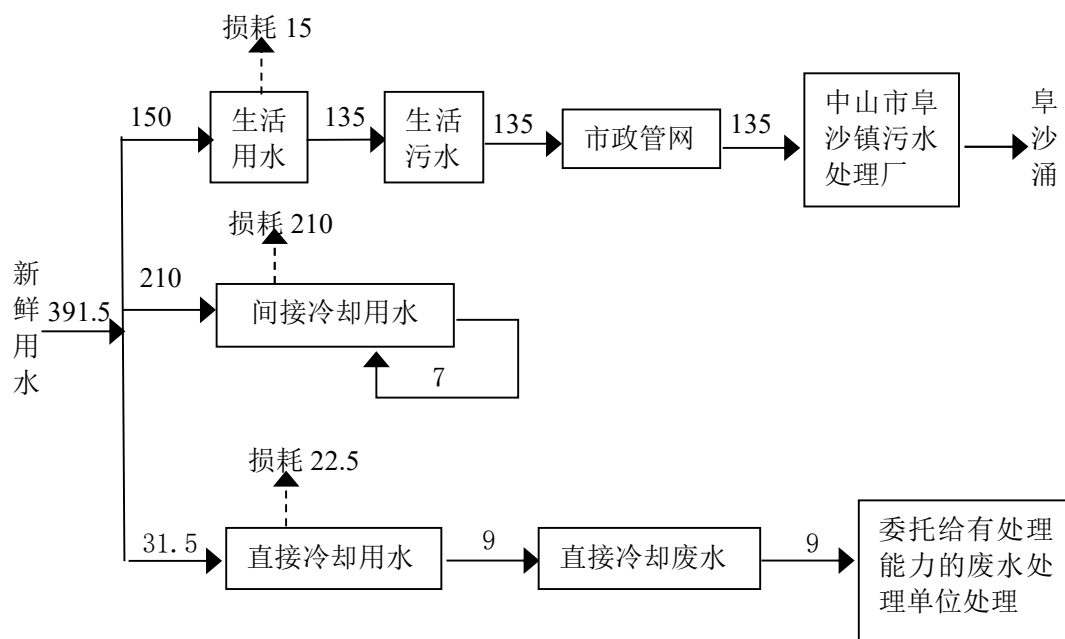 损耗 15
150
生活
用水
135
生活
污水
135
市政管网
135
中山市阜
沙镇污水
处理厂
阜
沙
涌
损耗 210
新
鲜
用
水
391.5
210
间接冷却用水
7
损耗 22.5
31.5
直接冷却用水
9
直接冷却废水
9
委托给有处理
能力的废水处
理单位处理